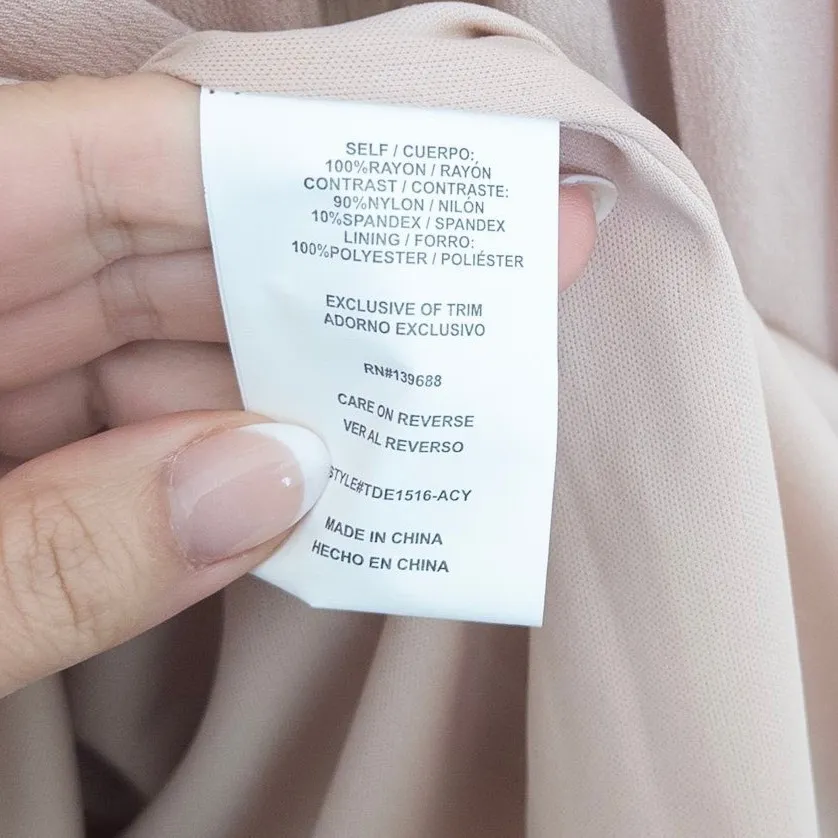 SELF / CUERPO:
100%RAYON / RAYÓN
CONTRAST / CONTRASTE:
90%NYLON / NILÓN
10%SPANDEX / SPANDEX
LINING / FORRO:
100%POLYESTER / POLIÉSTER
EXCLUSIVE OF TRIM
ADORNO EXCLUSIVO
RN#139688
CARE ON REVERSE
VER AL REVERSO
STYLE#TDE1516-ACY
MADE IN CHINA
HECHO EN CHINA